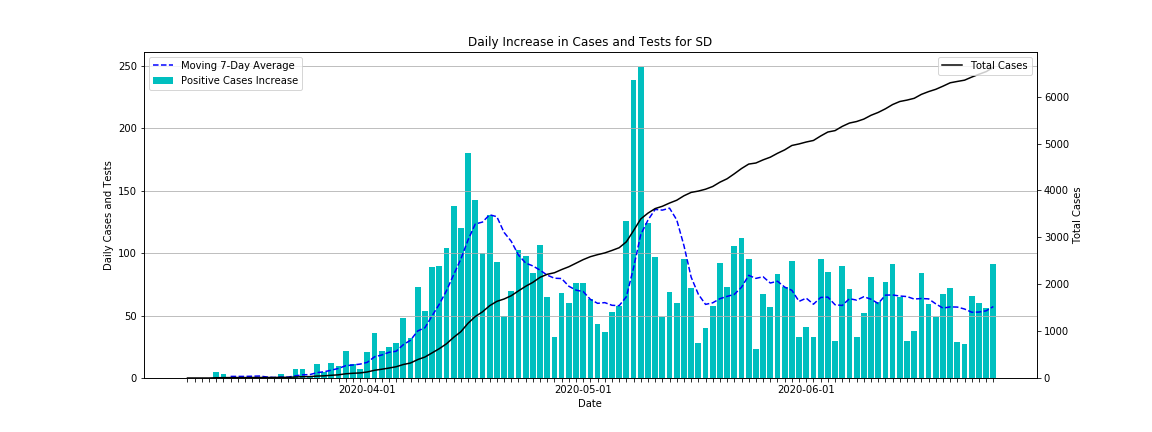 Daily Increase in Cases and Tests for SD
Moving 7-Day Average
Positive Cases Increase
Total Cases
250
200
150
100
50
0
Daily Cases and Tests
6000
5000
4000
3000
2000
1000
0
Total Cases
2020-04-01
2020-05-01
2020-06-01
Date